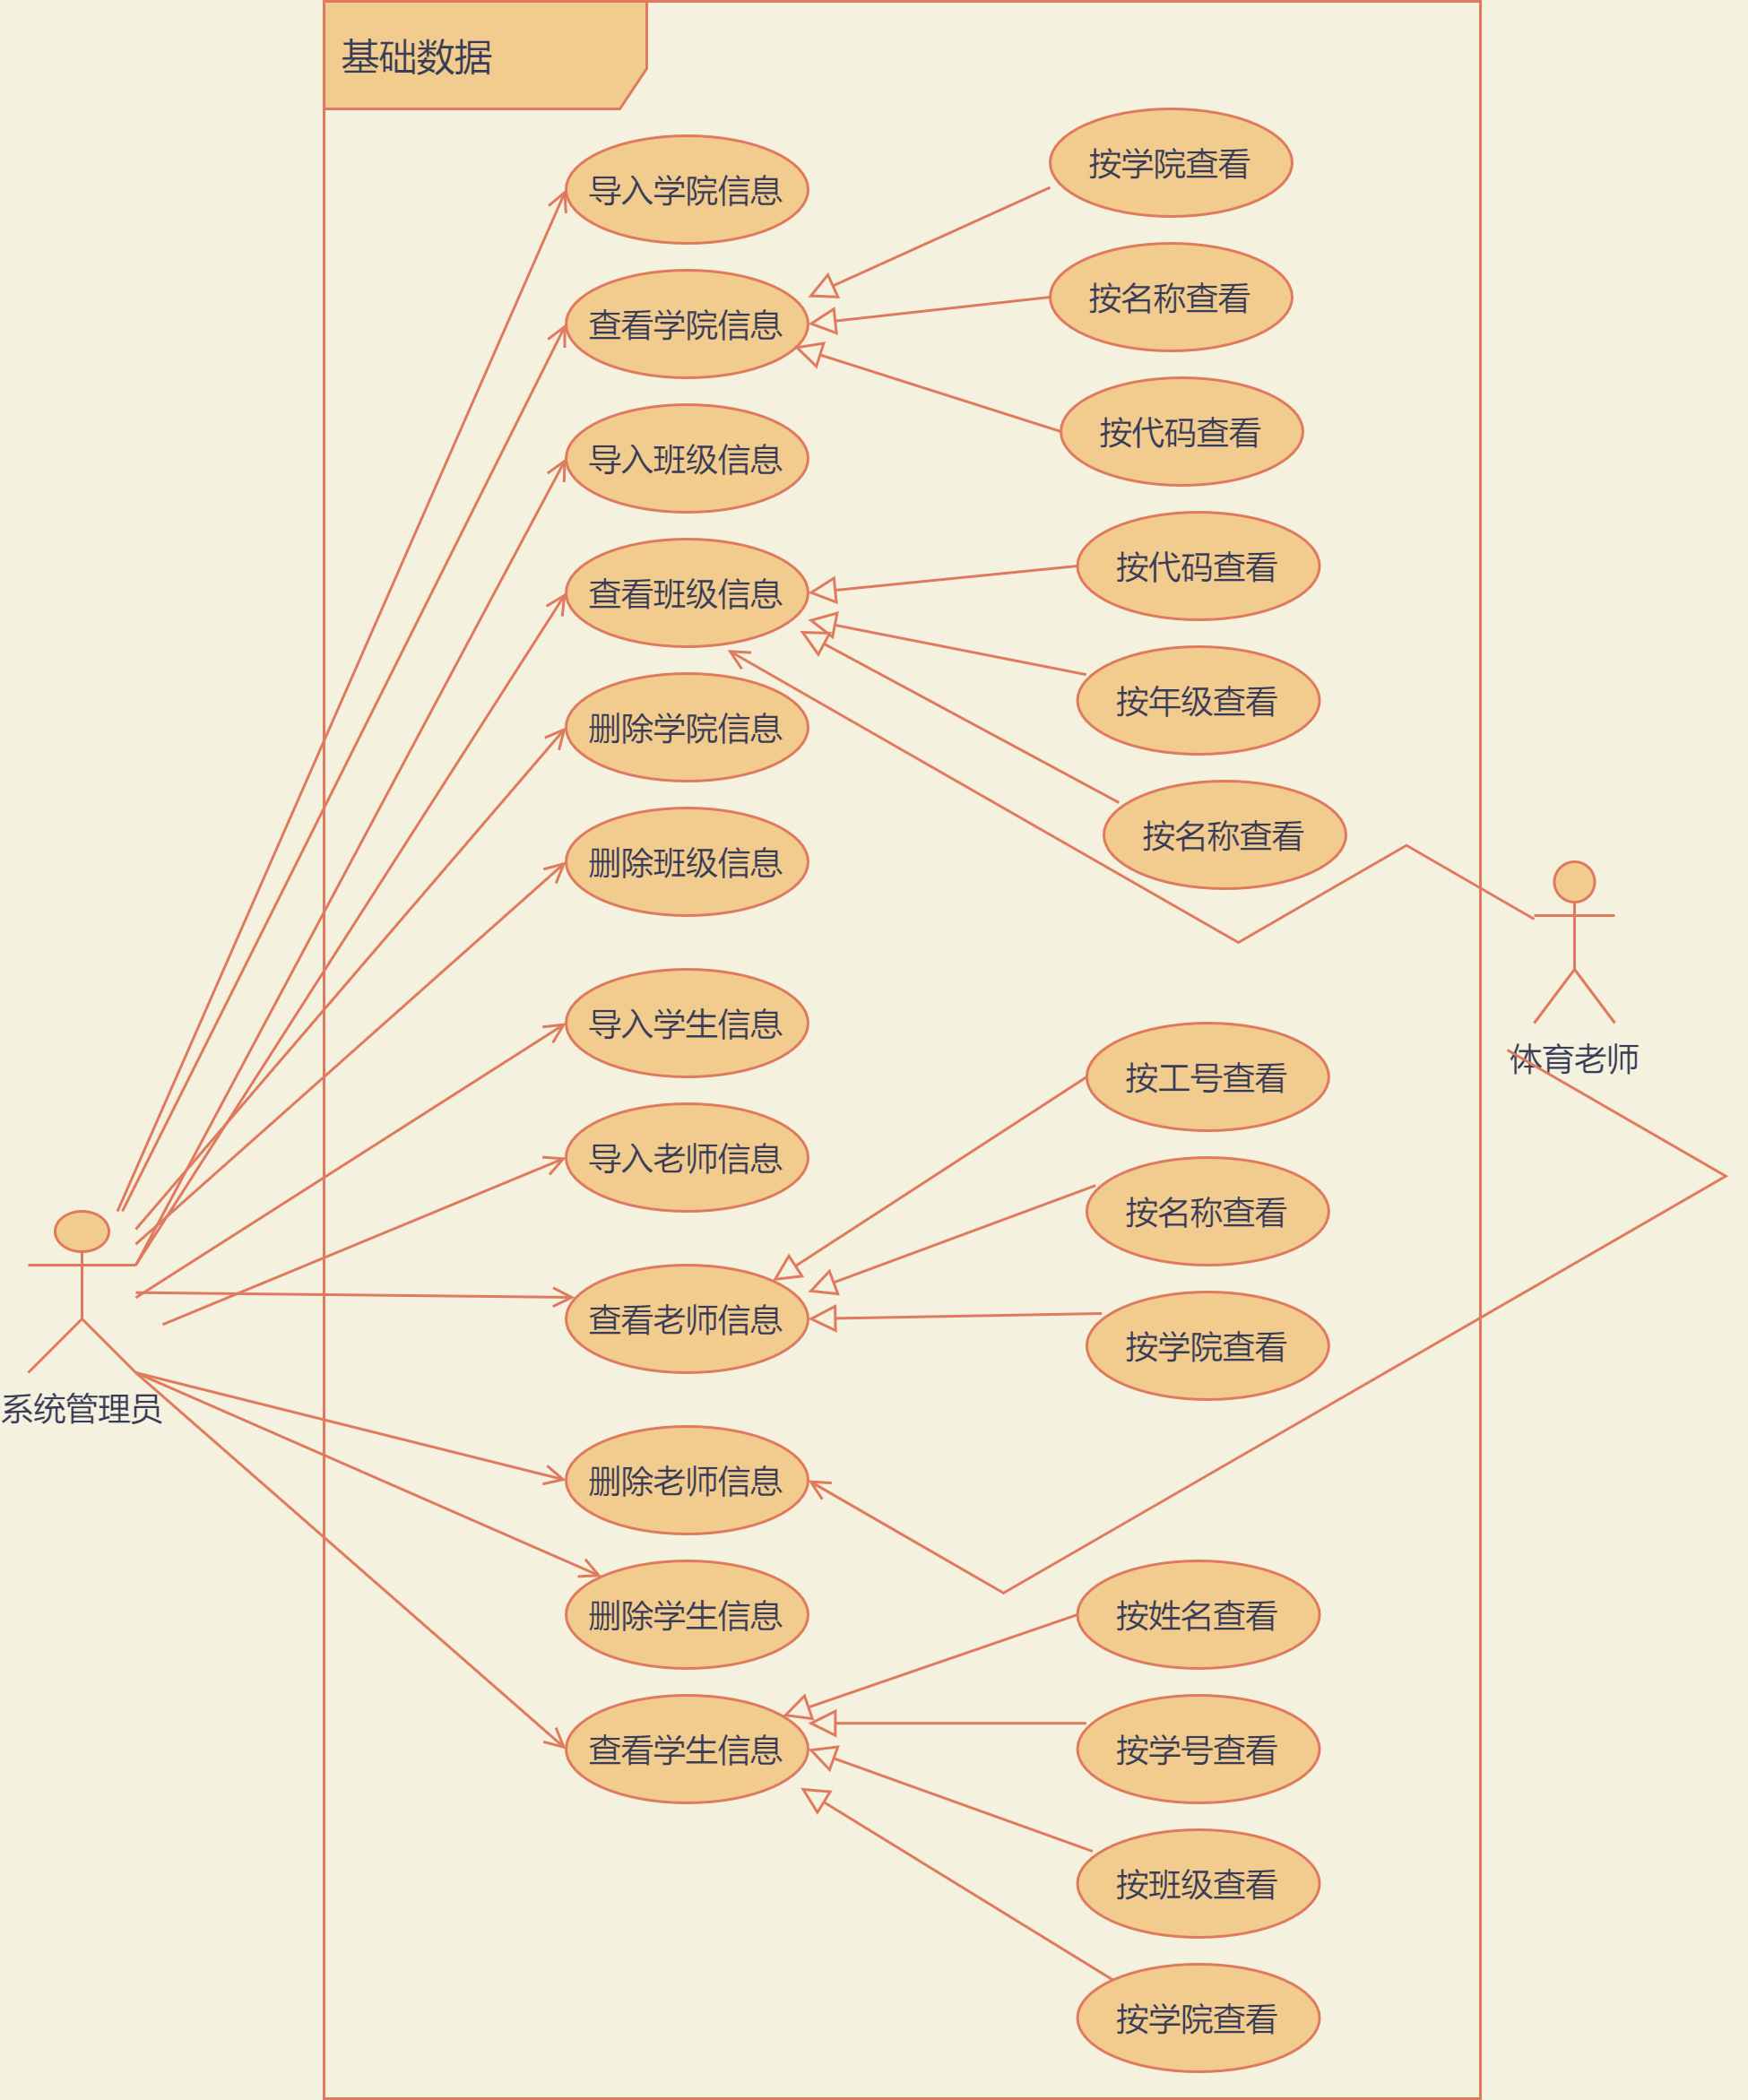 基础数据
导入学院信息
查看学院信息
导入班级信息
查看班级信息
删除学院信息
删除班级信息
导入学生信息
导入老师信息
查看老师信息
删除老师信息
删除学生信息
查看学生信息
按学院查看
按名称查看
按代码查看
按代码查看
按年级查看
按名称查看
按工号查看
按名称查看
按学院查看
按姓名查看
按学号查看
按班级查看
按学院查看
系统管理员
体育老师